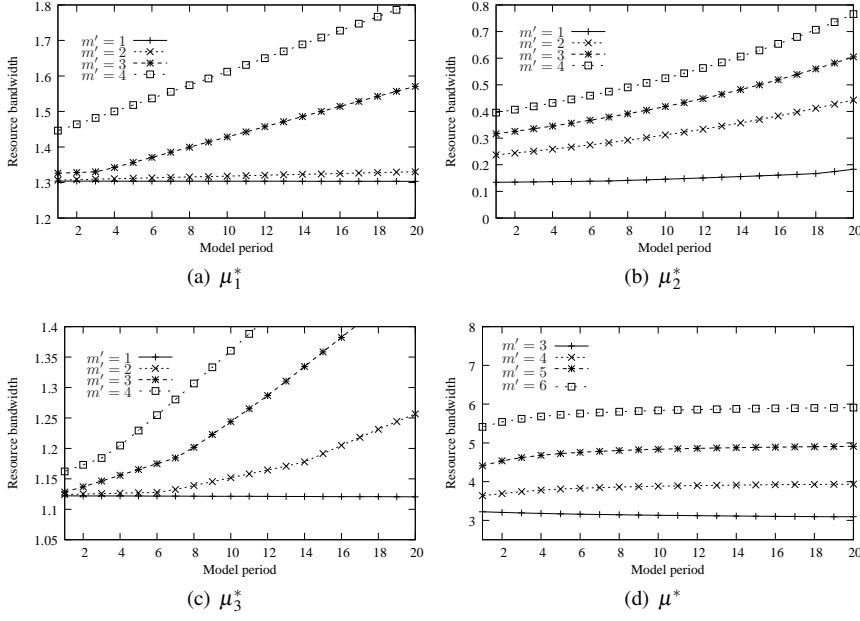 1.8
1.7
1.6
1.5
1.4
1.3
1.2
2 4 6 8 10 12 14 16 18 20
Resource bandwidth
Model period
m′ = 1
m′ = 2
m′ = 3
m′ = 4
(a) μ₁*
0.8
0.7
0.6
0.5
0.4
0.3
0.2
0.1
0
2 4 6 8 10 12 14 16 18 20
Resource bandwidth
Model period
m′ = 1
m′ = 2
m′ = 3
m′ = 4
(b) μ₂*
1.4
1.35
1.3
1.25
1.2
1.15
1.1
1.05
2 4 6 8 10 12 14 16 18 20
Resource bandwidth
Model period
m′ = 1
m′ = 2
m′ = 3
m′ = 4
(c) μ₃*
8
7
6
5
4
3
2 4 6 8 10 12 14 16 18 20
Resource bandwidth
Model period
m′ = 3
m′ = 4
m′ = 5
m′ = 6
(d) μ*